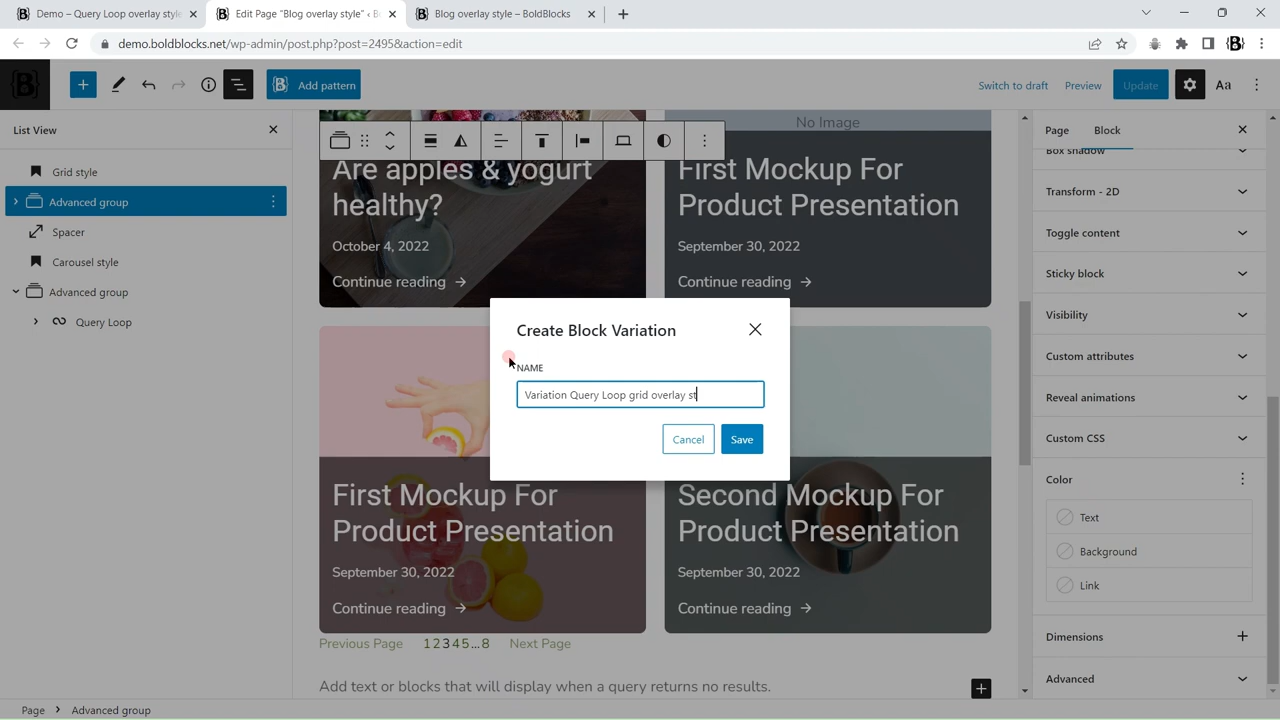 Demo – Query Loop overlay style
Edit Page "Blog overlay style" ‹ B
Blog overlay style – BoldBlocks
demo.boldblocks.net/wp-admin/post.php?post=2495&action=edit
Add pattern
Switch to draft
Preview
Update
Aa
List View
Grid style
Advanced group
Spacer
Carousel style
Advanced group
Query Loop
Are apples & yogurt
healthy?
October 4, 2022
Continue reading →
No Image
First Mockup For
Product Presentation
September 30, 2022
Continue reading →
Create Block Variation
NAME
Variation Query Loop grid overlay st
Cancel
Save
First Mockup For
Product Presentation
September 30, 2022
Continue reading →
Second Mockup For
Product Presentation
September 30, 2022
Continue reading →
Previous Page 1 2 3 4 5 ... 8 Next Page
Add text or blocks that will display when a query returns no results.
Page
Block
Box shadow
Transform - 2D
Toggle content
Sticky block
Visibility
Custom attributes
Reveal animations
Custom CSS
Color
Text
Background
Link
Dimensions
Advanced
Page > Advanced group